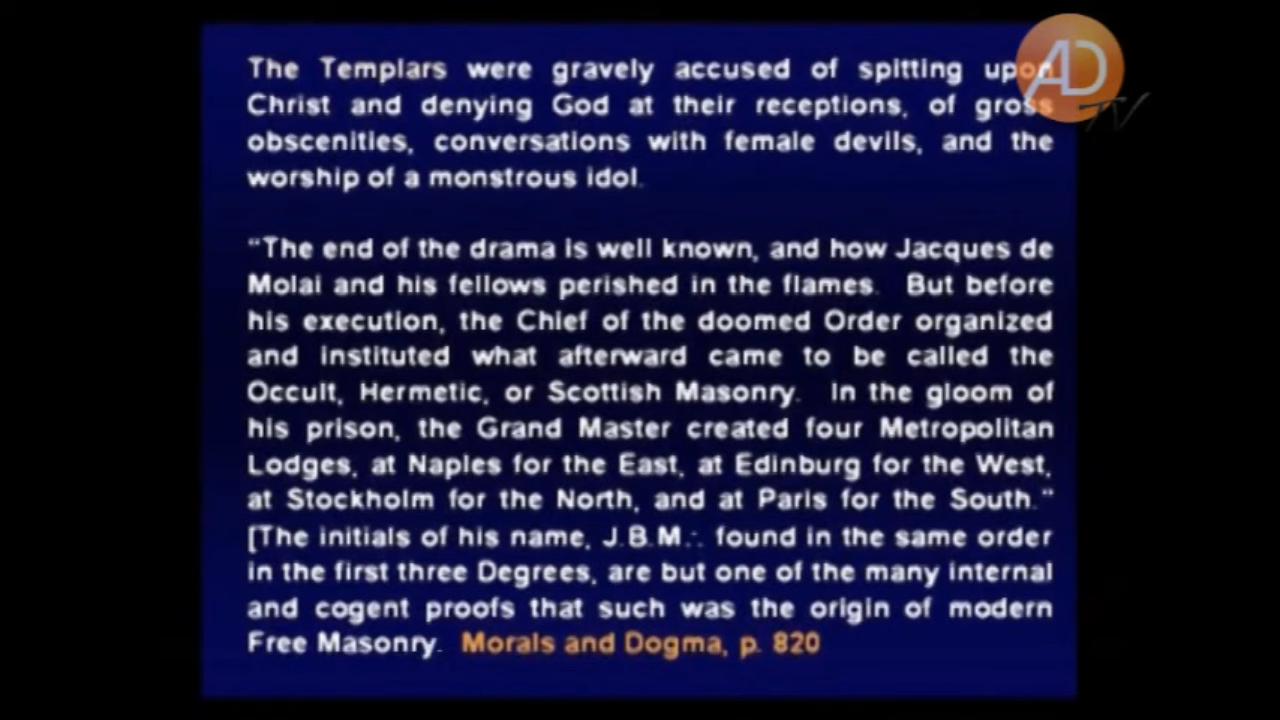 The Templars were gravely accused of spitting upon
Christ and denying God at their receptions, of gross
obscenities, conversations with female devils, and the
worship of a monstrous idol.
"The end of the drama is well known, and how Jacques de
Molai and his fellows perished in the flames. But before
his execution, the Chief of the doomed Order organized
and instituted what afterward came to be called the
Occult, Hermetic, or Scottish Masonry. In the gloom of
his prison, the Grand Master created four Metropolitan
Lodges, at Naples for the East, at Edinburg for the West,
at Stockholm for the North, and at Paris for the South."
[The initials of his name, J.B.M.∴ found in the same order
in the first three Degrees, are but one of the many internal
and cogent proofs that such was the origin of modern
Free Masonry. Morals and Dogma, p. 820
AD
TV